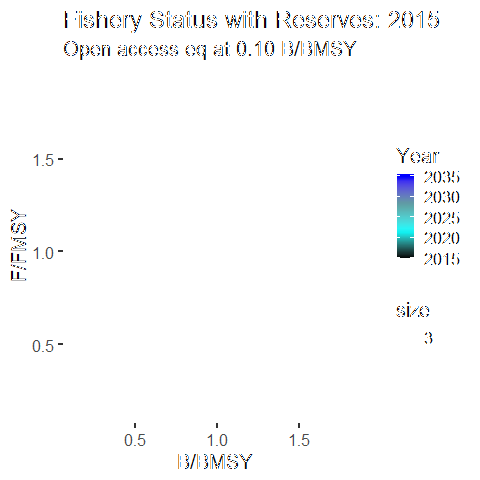 Fishery Status with Reserves: 2015
Open access eq at 0.10 B/BMSY
1.5
1.0
0.5
F/FMSY
0.5 1.0 1.5
B/BMSY
Year
2035
2030
2025
2020
2015
size
3